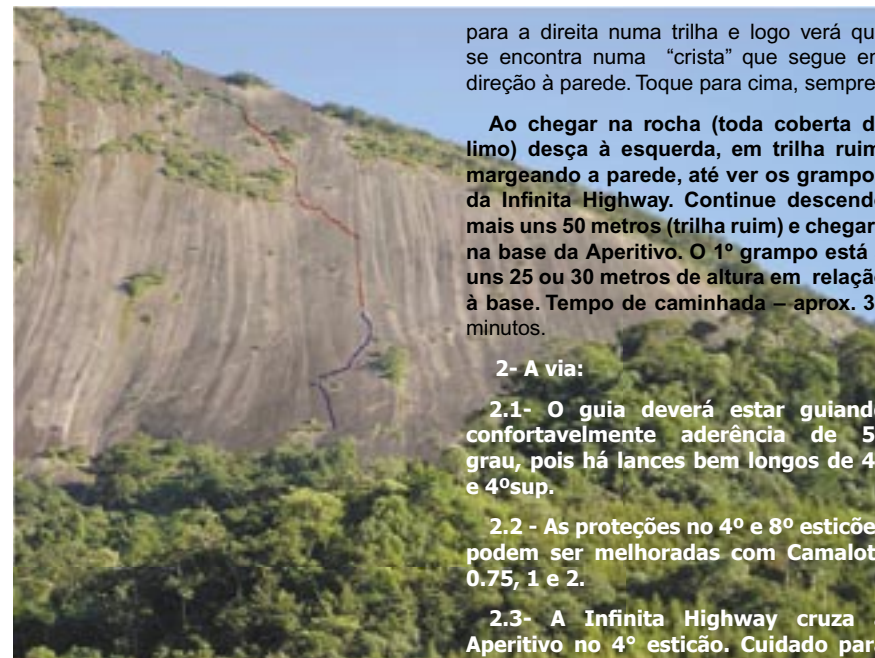 para a direita numa trilha e logo verá qu
se encontra numa "crista" que segue
direção à parede. Toque para cima, sempre
Ao chegar na rocha (toda coberta d
limo) desça à esquerda, em trilha ruim
margeando a parede, até ver os grampo
da Infinita Highway. Continue descend
mais uns 50 metros (trilha ruim) e chegar
na base da Aperitivo. O 1º grampo está
uns 25 ou 30 metros de altura em relaçã
à base. Tempo de caminhada – aprox. 3
minutos.
2- A via:
2.1- O guia deverá estar guiand
confortavelmente aderência de 5
grau, pois há lances bem longos de 4
e 4ºsup.
2.2 - As proteções no 4º e 8º esticõe
podem ser melhoradas com Camalot
0.75, 1 e 2.
2.3- A Infinita Highway cruza
Aperitivo no 4° esticão. Cuidado par